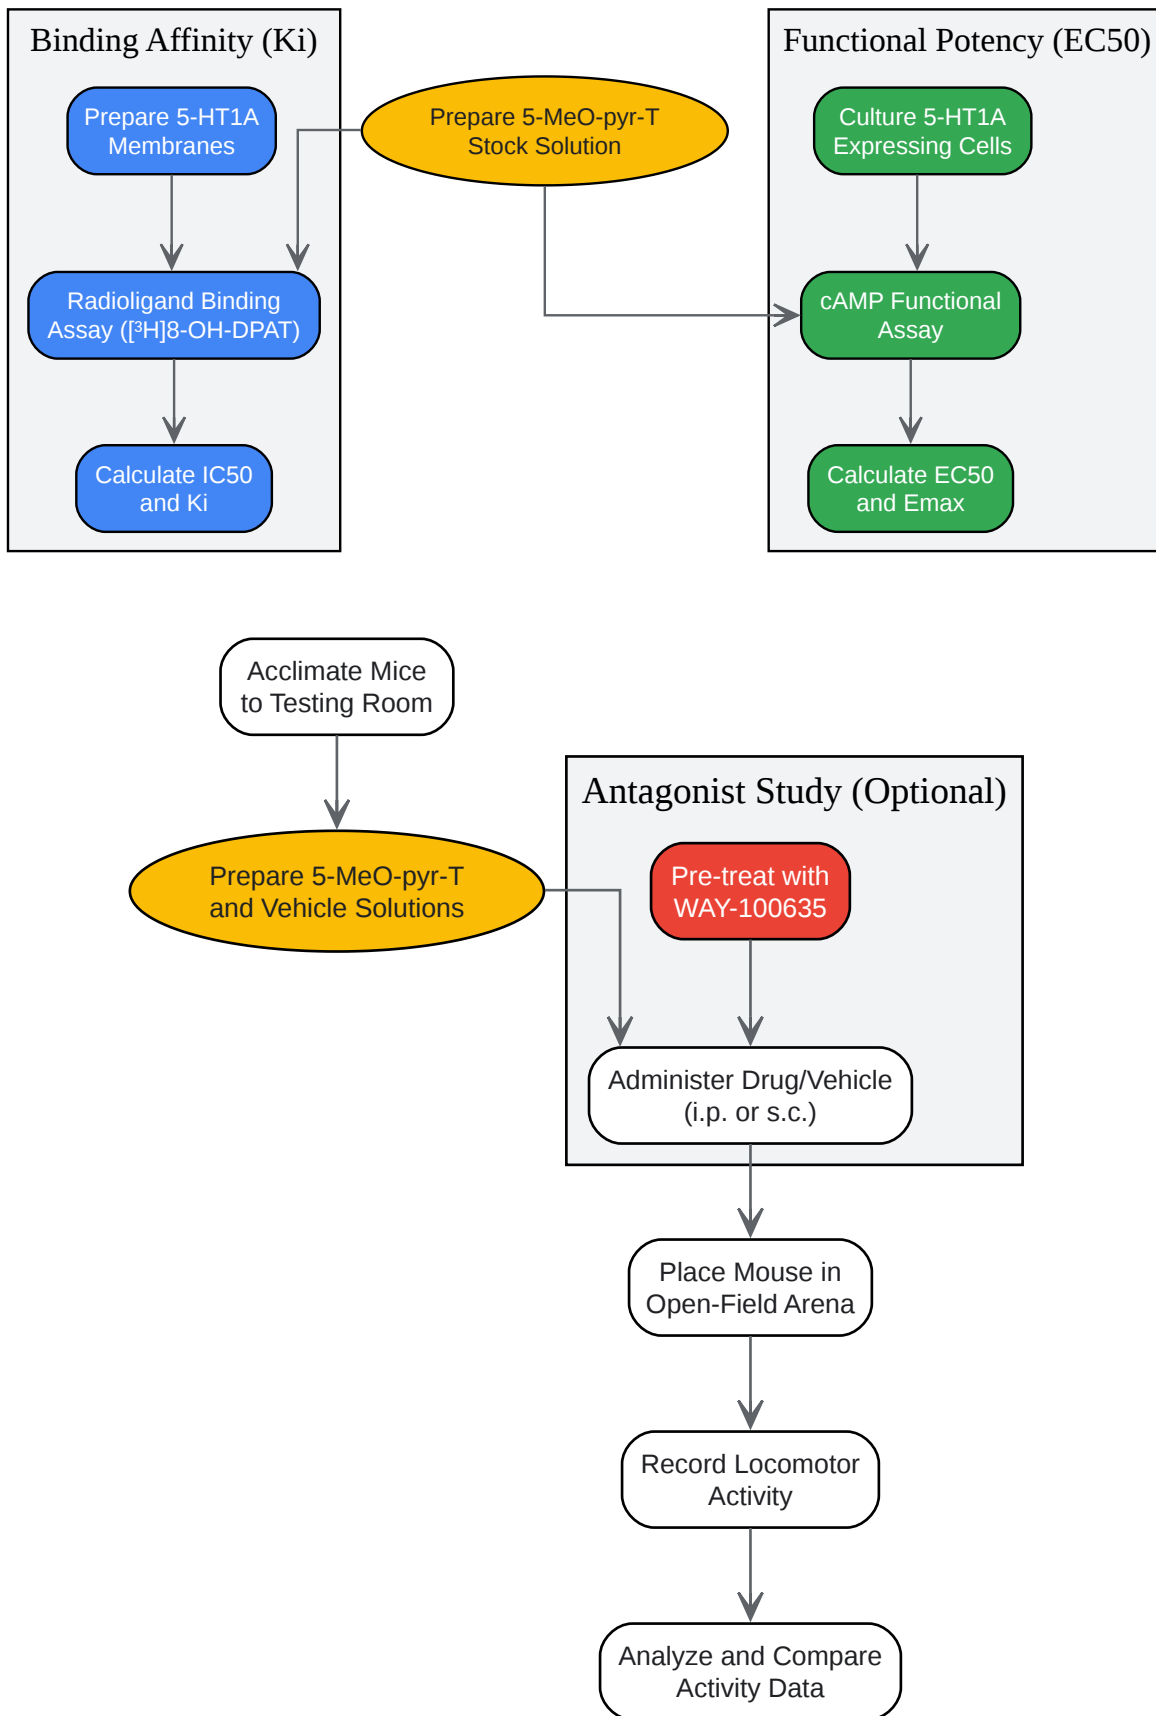 Binding Affinity (Ki)
Prepare 5-HT1A
Membranes
Radioligand Binding
Assay ([³H]8-OH-DPAT)
Calculate IC50
and Ki
Prepare 5-MeO-pyr-T
Stock Solution
Functional Potency (EC50)
Culture 5-HT1A
Expressing Cells
cAMP Functional
Assay
Calculate EC50
and Emax
Acclimate Mice
to Testing Room
Prepare 5-MeO-pyr-T
and Vehicle Solutions
Antagonist Study (Optional)
Pre-treat with
WAY-100635
Administer Drug/Vehicle
(i.p. or s.c.)
Place Mouse in
Open-Field Arena
Record Locomotor
Activity
Analyze and Compare
Activity Data